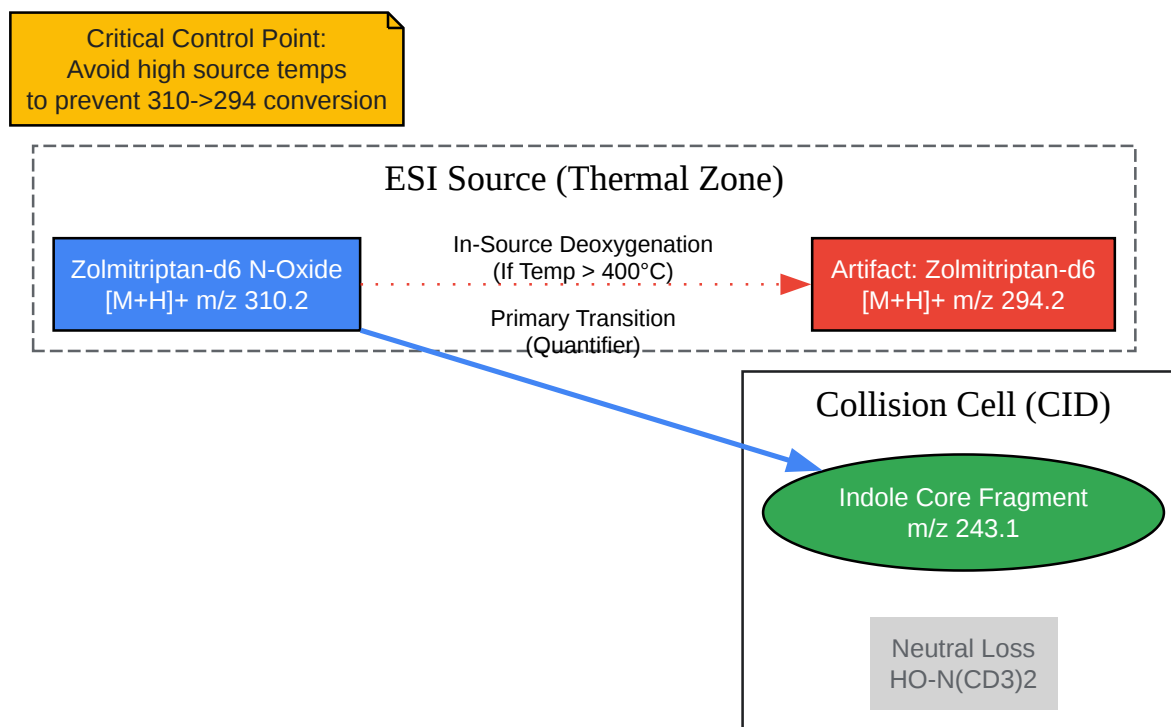 Critical Control Point:
Avoid high source temps
to prevent 310->294 conversion
ESI Source (Thermal Zone)
Zolmitriptan-d6 N-Oxide
[M+H]+ m/z 310.2
In-Source Deoxygenation
(If Temp > 400°C)
Artifact: Zolmitriptan-d6
[M+H]+ m/z 294.2
Primary Transition
(Quantifier)
Collision Cell (CID)
Indole Core Fragment
m/z 243.1
Neutral Loss
HO-N(CD3)2